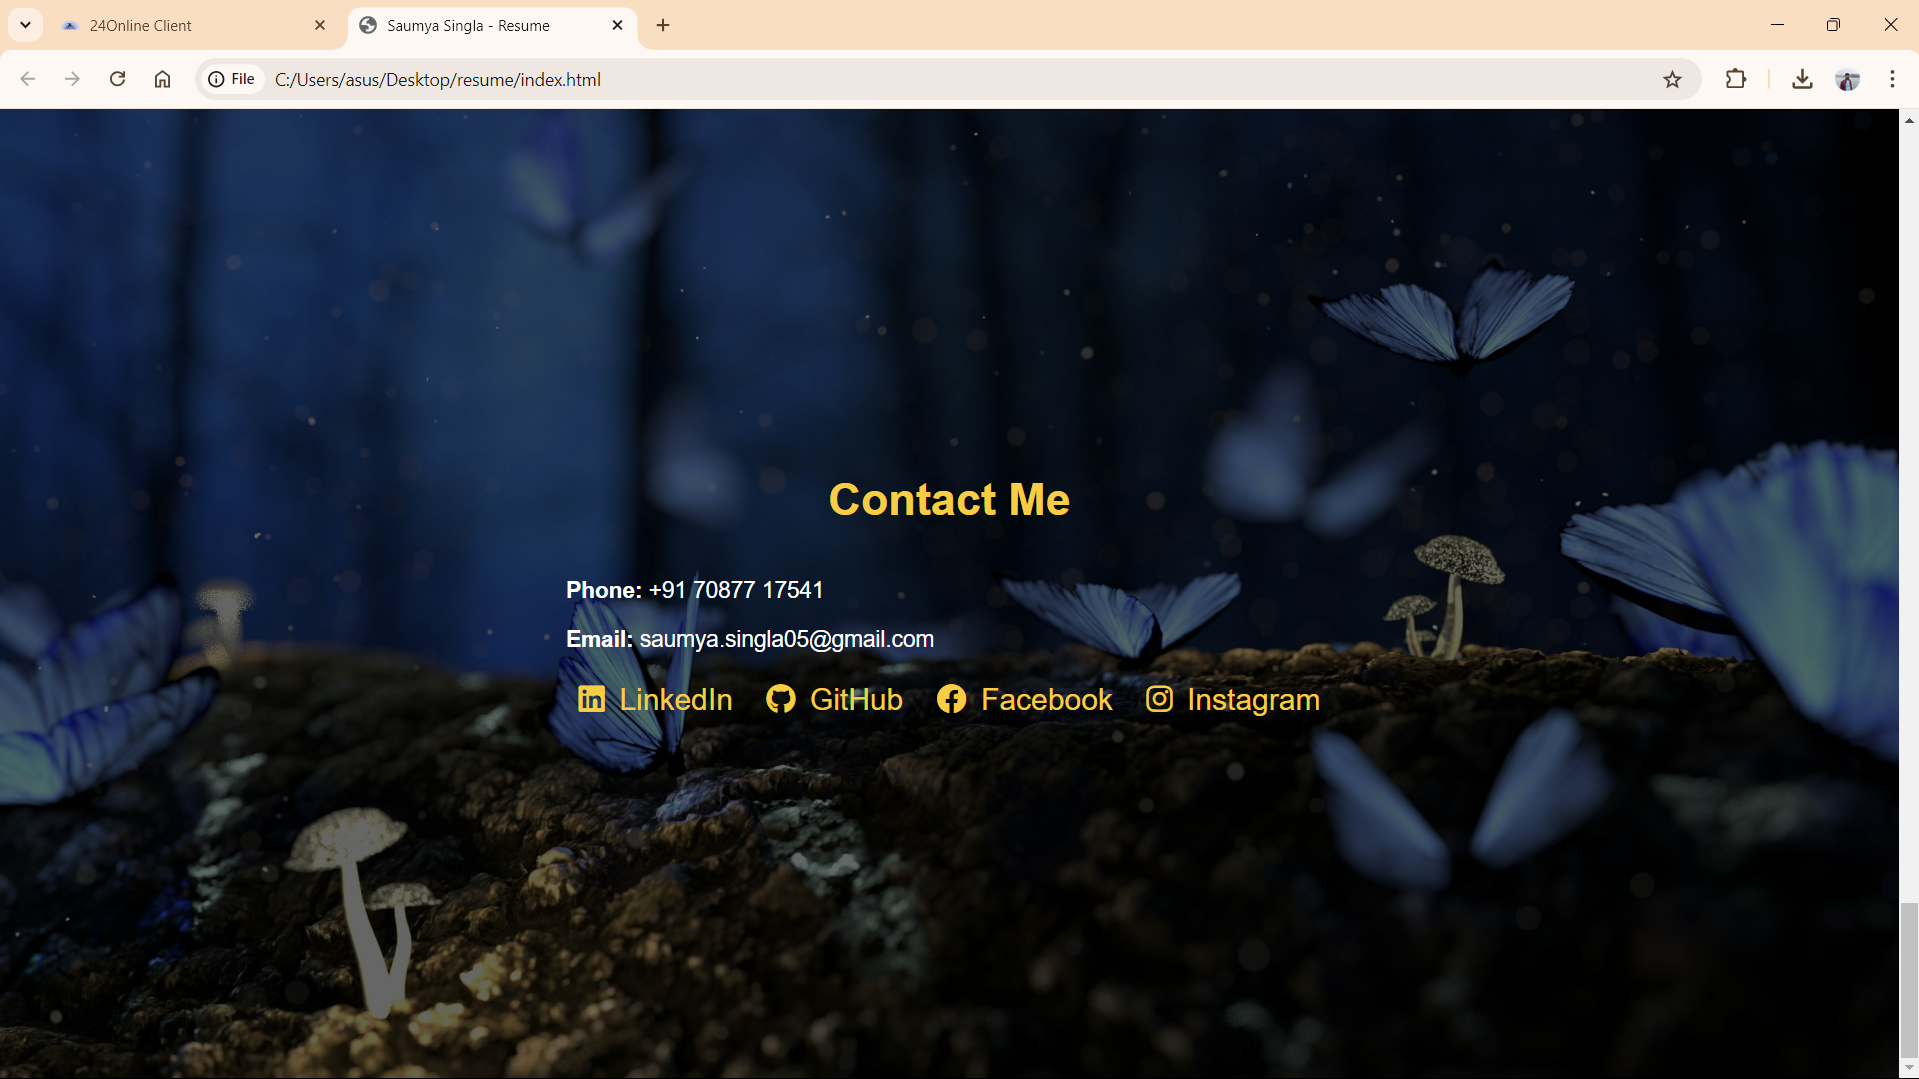 24Online Client
Saumya Singla - Resume
File
C:/Users/asus/Desktop/resume/index.html
Contact Me
Phone: +91 70877 17541
Email: saumya.singla05@gmail.com
LinkedIn GitHub Facebook Instagram